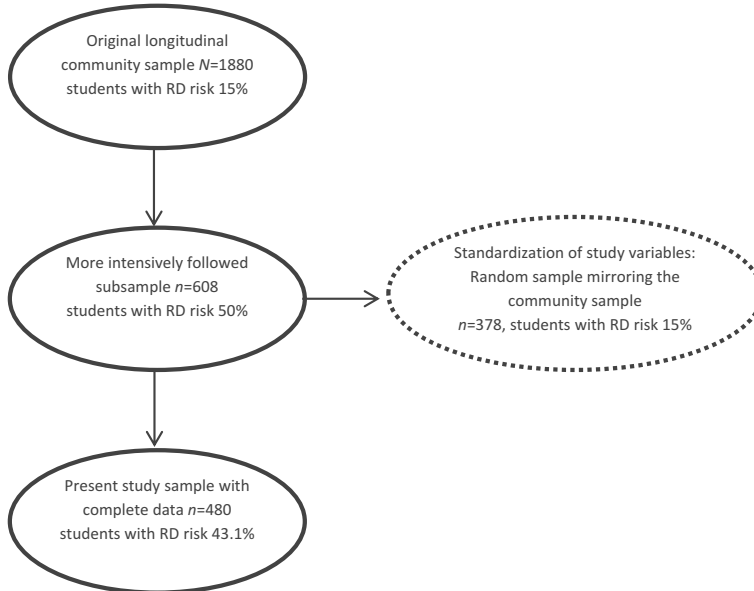 Original longitudinal
community sample N=1880
students with RD risk 15%
More intensively followed
subsample n=608
students with RD risk 50%
Standardization of study variables:
Random sample mirroring the
community sample
n=378, students with RD risk 15%
Present study sample with
complete data n=480
students with RD risk 43.1%